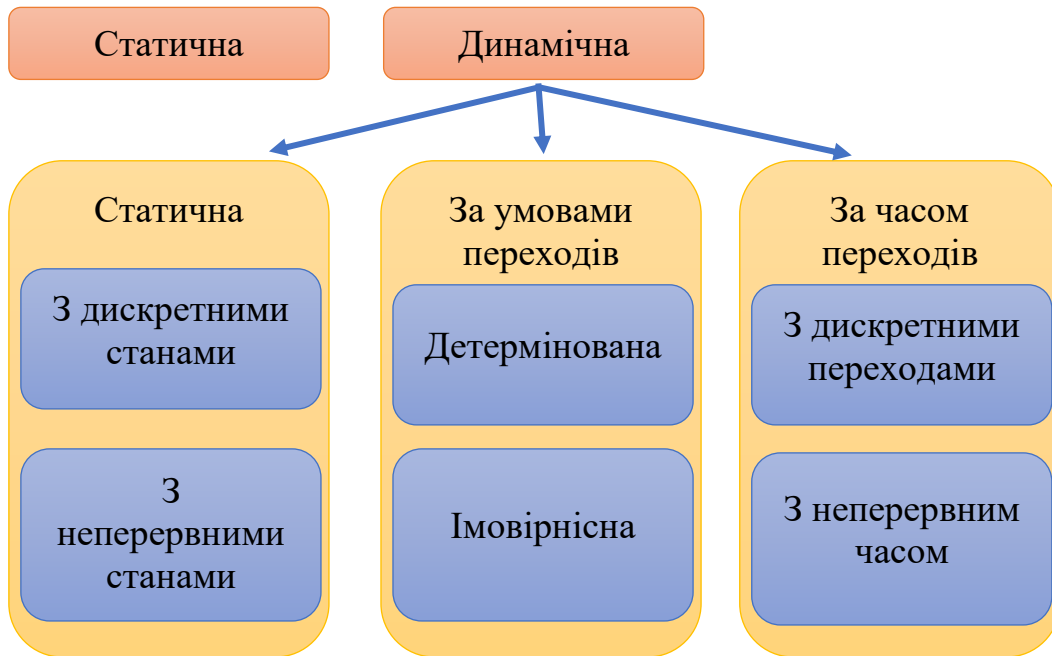 Статична
Динамічна
Статична
З дискретними
станами
З
неперервними
станами
За умовами
переходів
Детермінована
Імовірнісна
За часом
переходів
З дискретними
переходами
З неперервним
часом